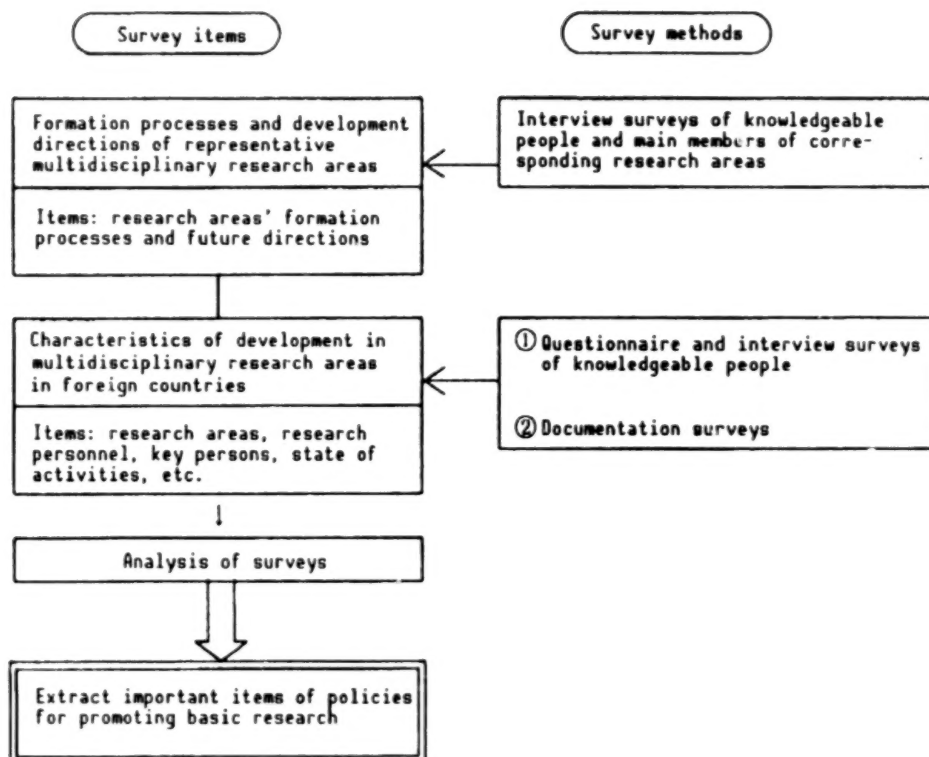 Survey items
Survey methods
Formation processes and development
directions of representative
multidisciplinary research areas
Items: research areas' formation
processes and future directions
Interview surveys of knowledgeable
people and main members of corre-
sponding research areas
Characteristics of development in
multidisciplinary research areas
in foreign countries
Items: research areas, research
personnel, key persons, state of
activities, etc.
① Questionnaire and interview surveys
of knowledgeable people
② Documentation surveys
Analysis of surveys
Extract important items of policies
for promoting basic research